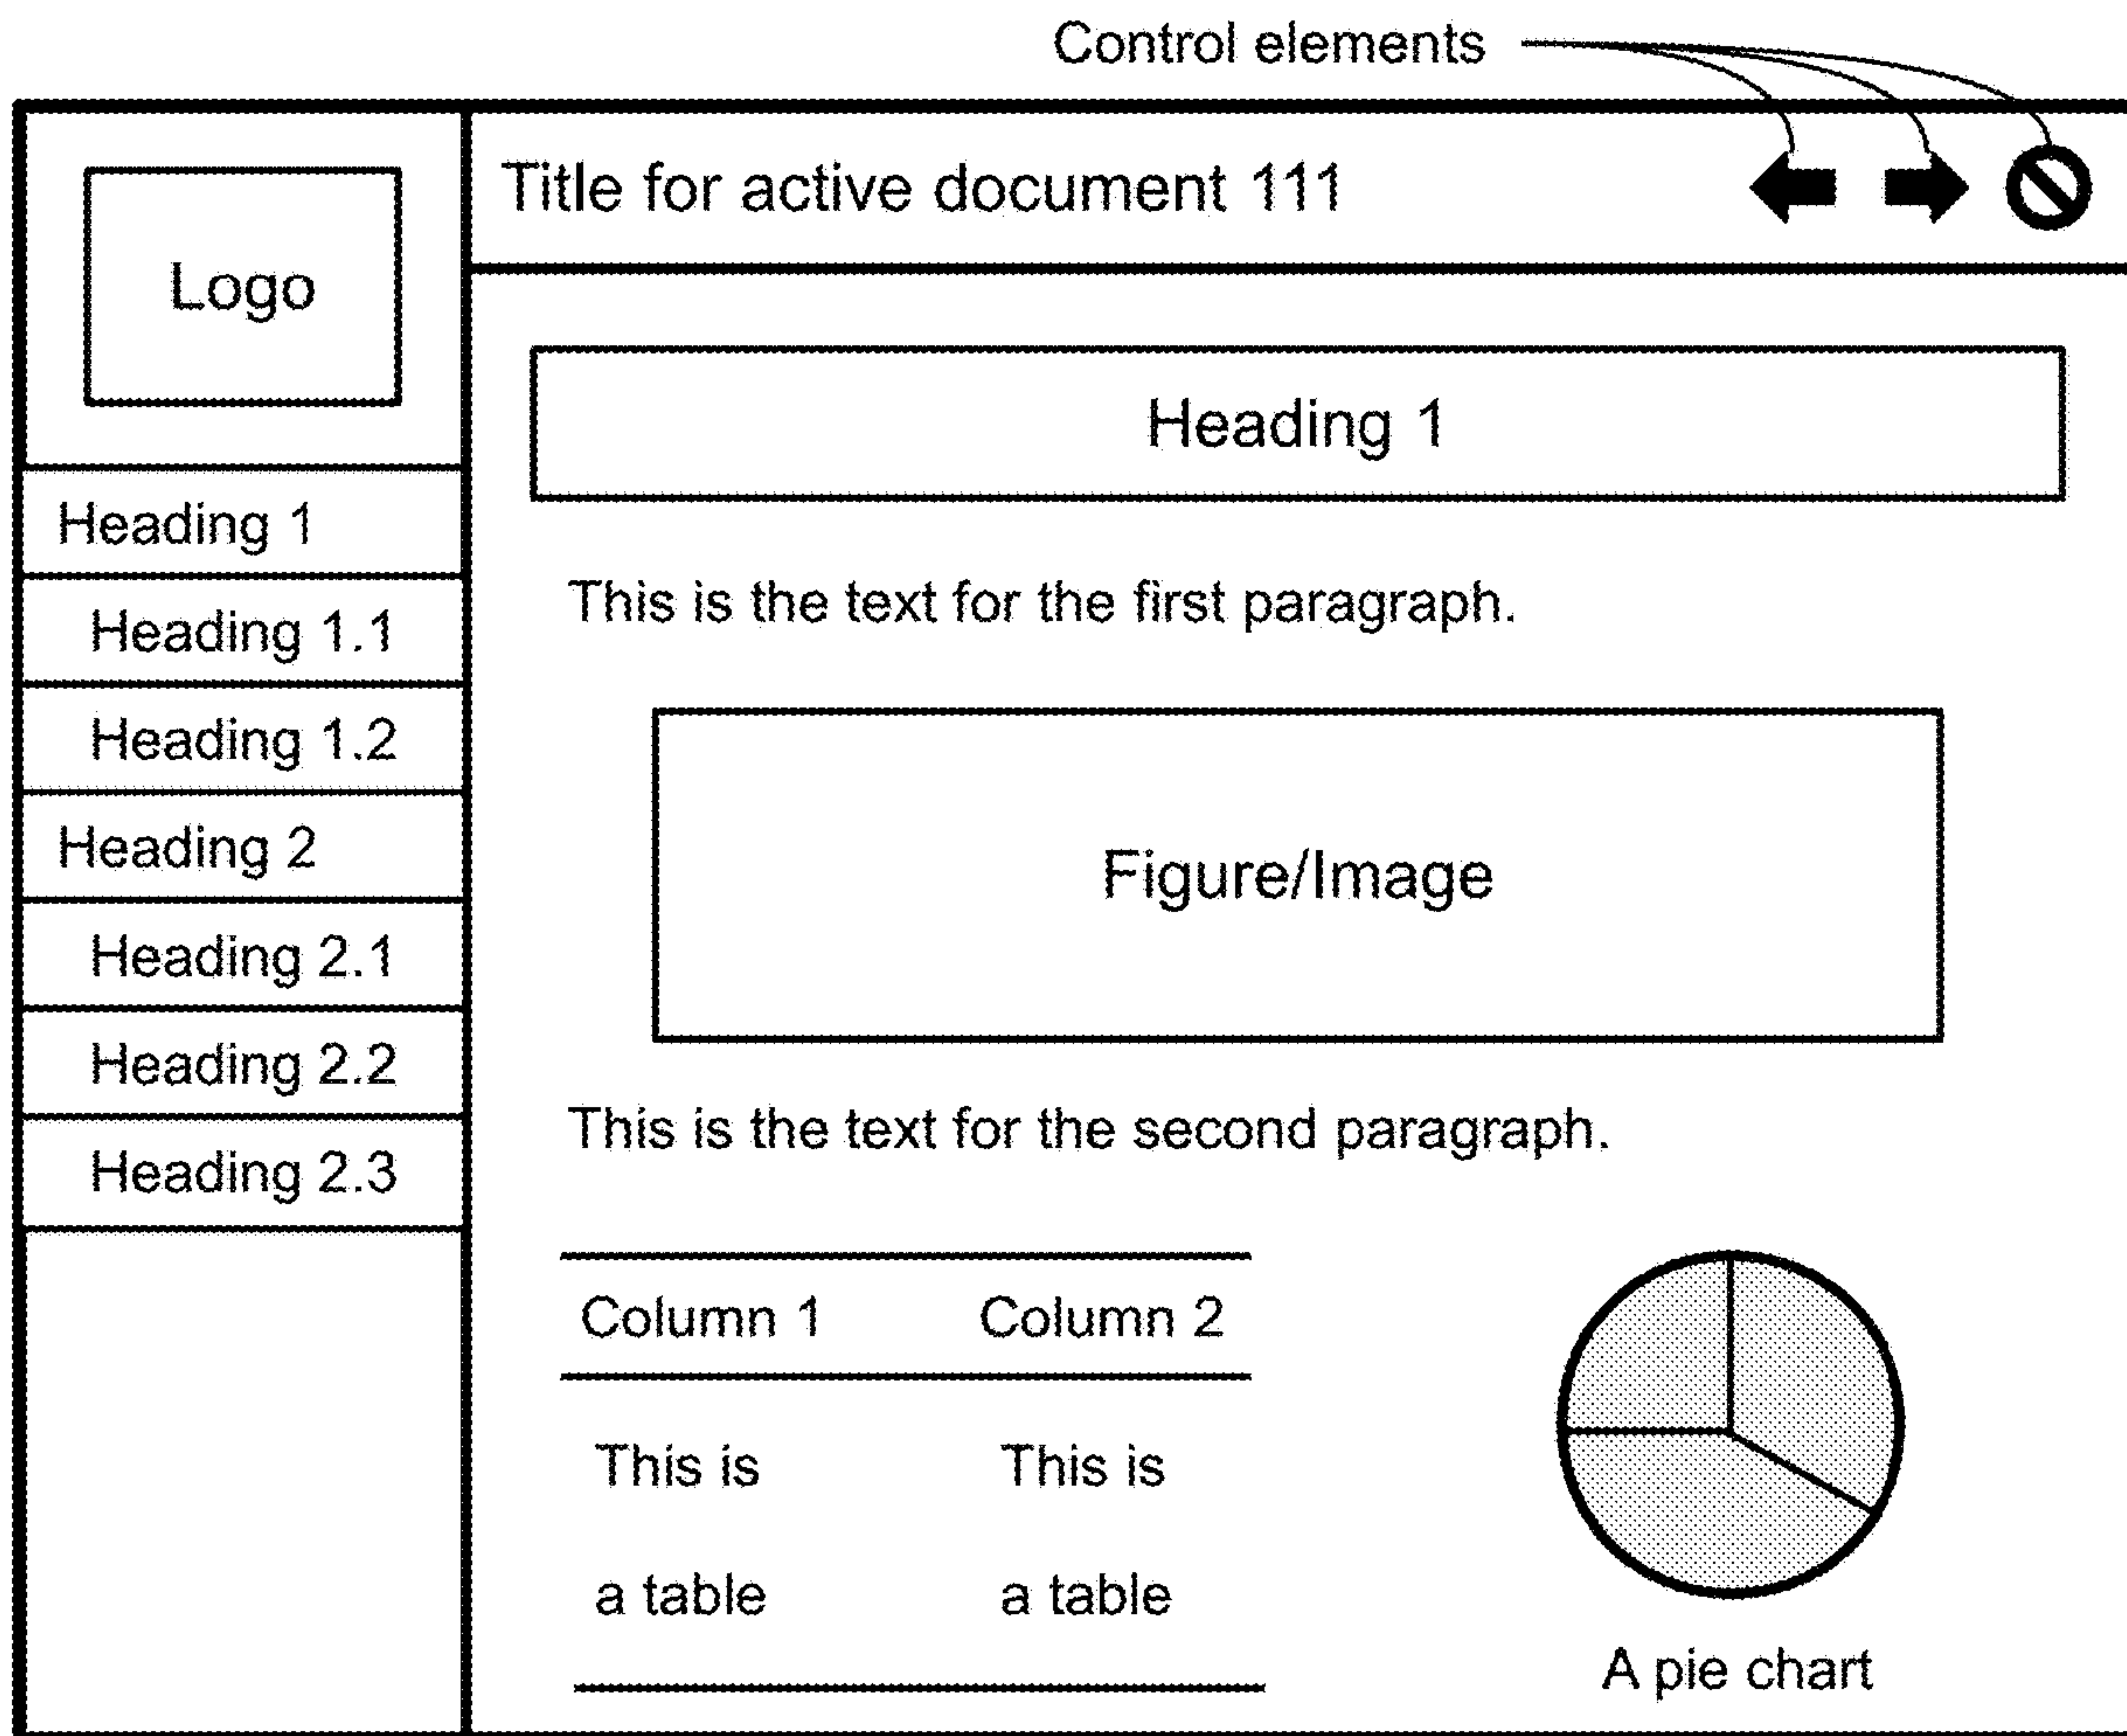 Control elements
Logo
Title for active document 111
Heading 1
Heading 1.1
Heading 1.2
Heading 2
Heading 2.1
Heading 2.2
Heading 2.3
Heading 1
This is the text for the first paragraph.
Figure/Image
This is the text for the second paragraph.
Column 1 Column 2
This is This is
a table a table
A pie chart